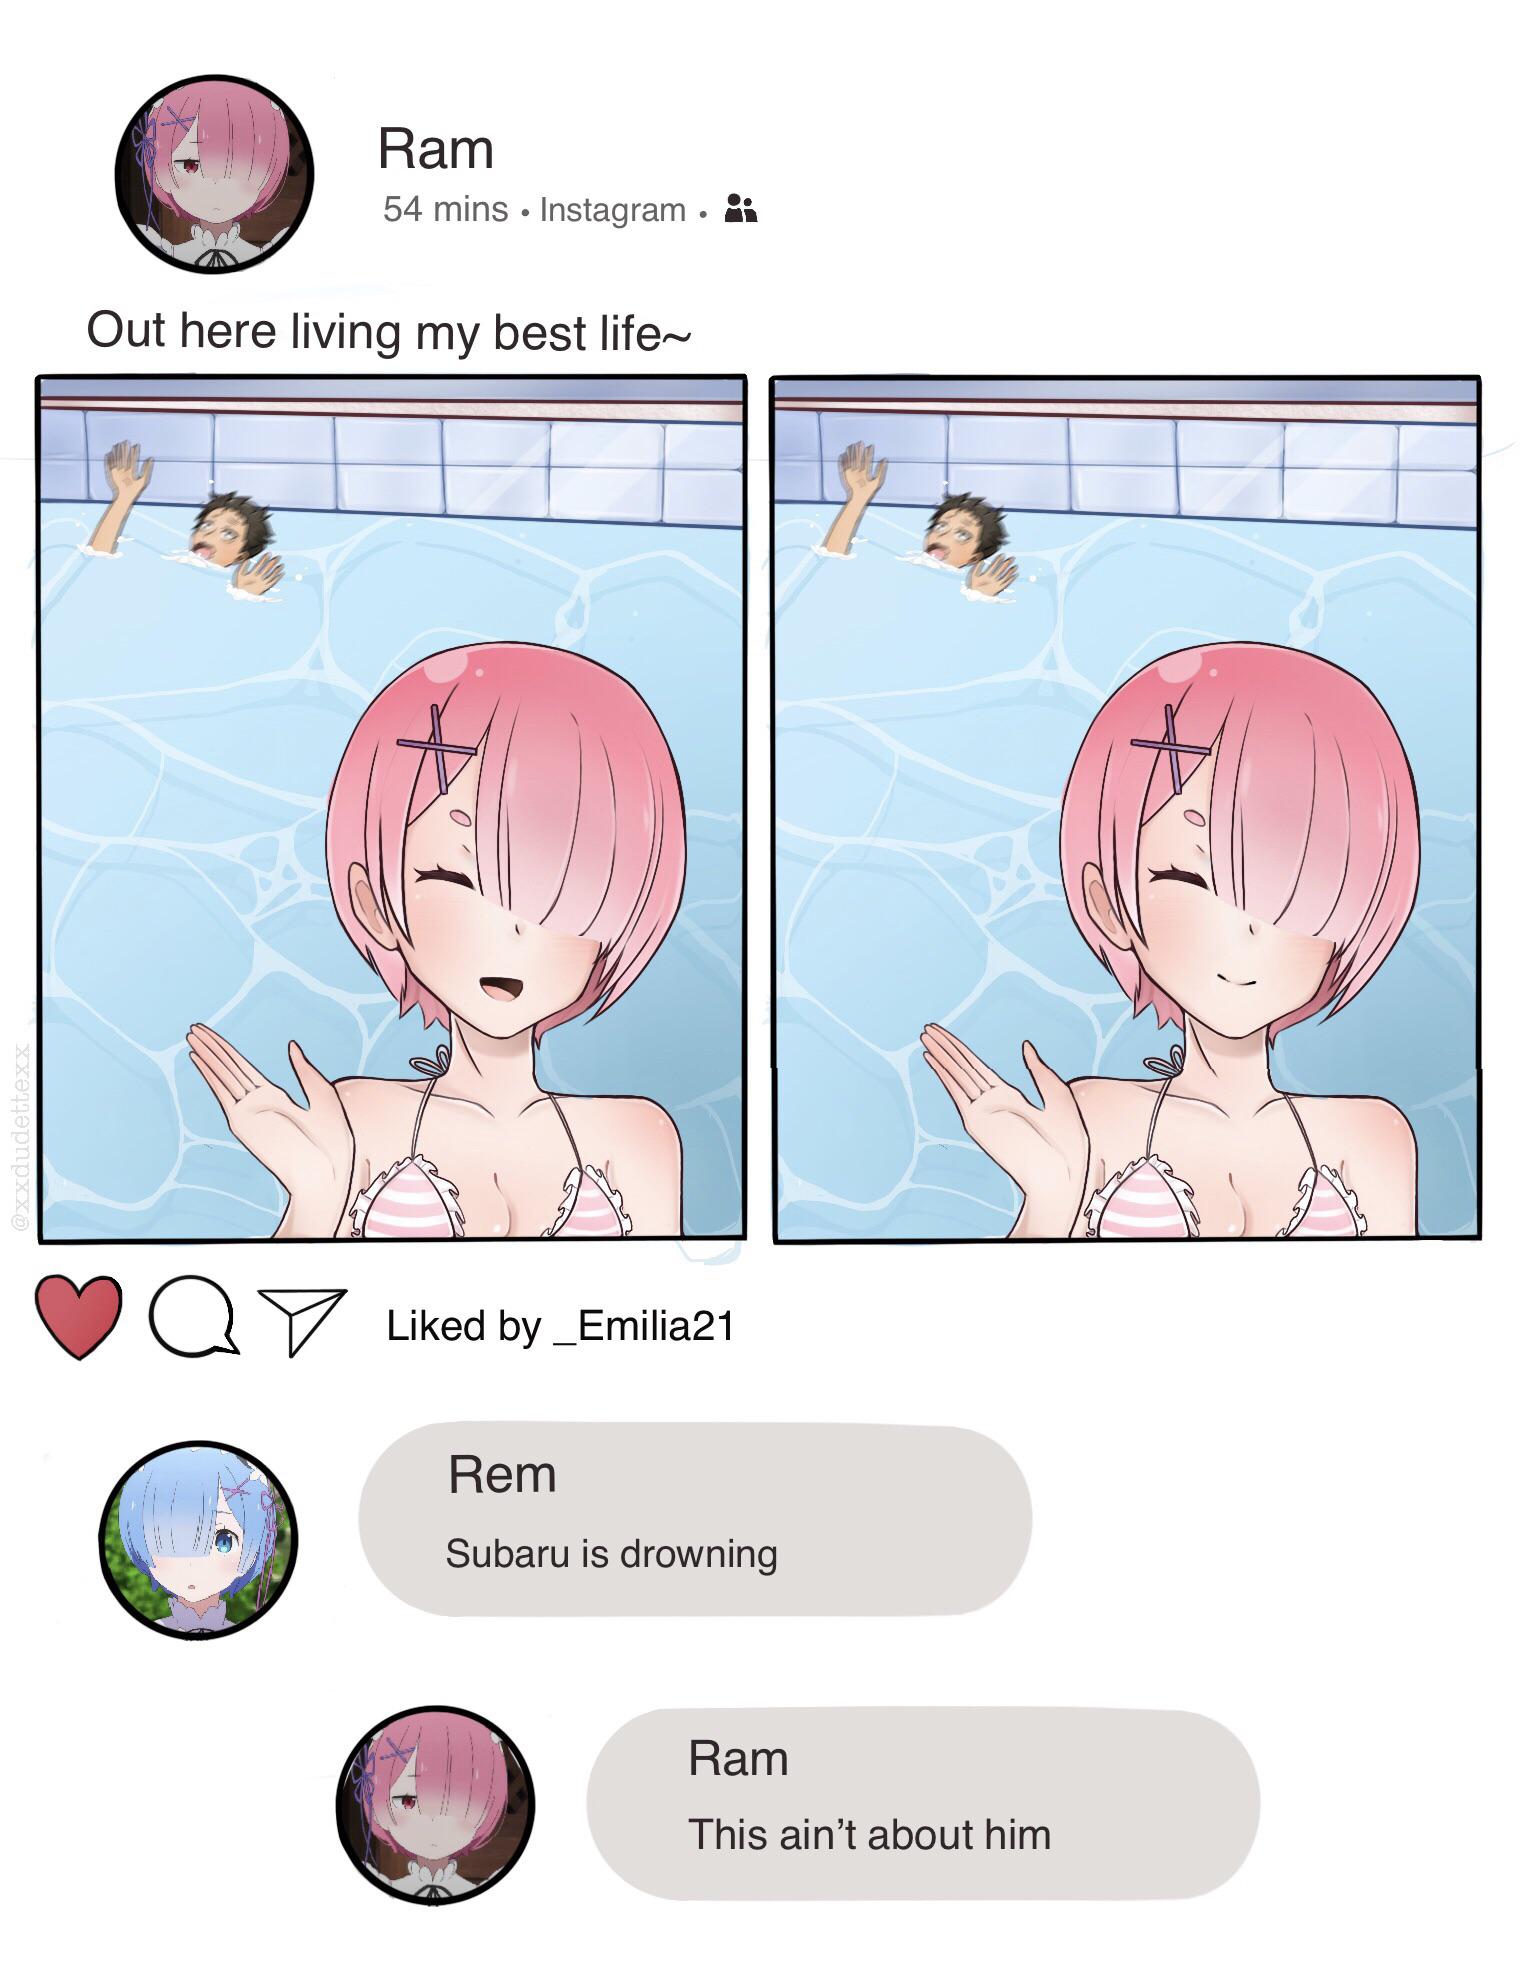 Ram
54 mins • Instagram •
Out here living my best life~
@xxdudettexx
Liked by _Emilia21
Rem
Subaru is drowning
Ram
This ain’t about him